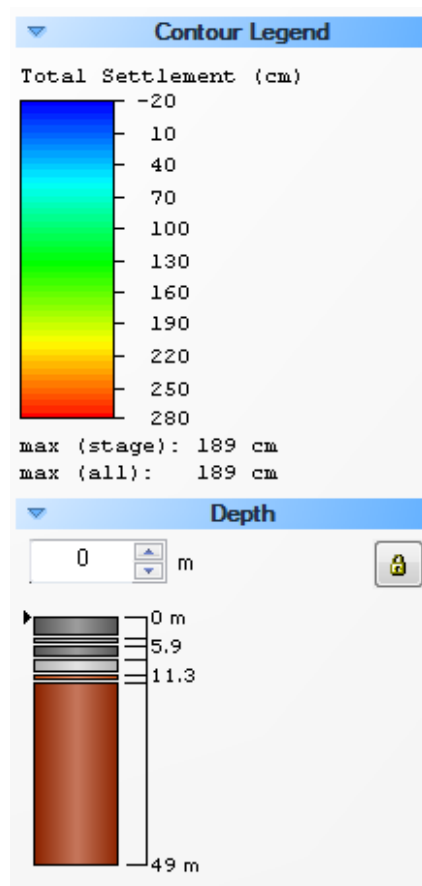 Contour Legend
Total Settlement (cm)
-20
10
40
70
100
130
160
190
220
250
280
max (stage): 189 cm
max (all): 189 cm
Depth
0 m
0 m
5.9
11.3
49 m